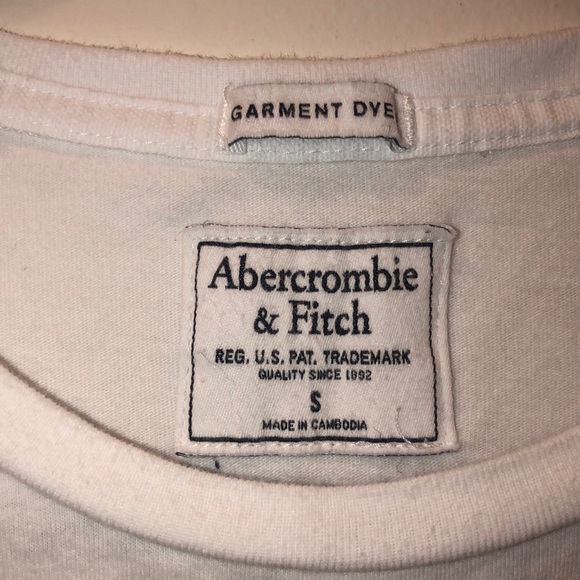 GARMENT DYE
Abercrombie
& Fitch
REG. U.S. PAT. TRADEMARK
QUALITY SINCE 1892
S
MADE IN CAMBODIA